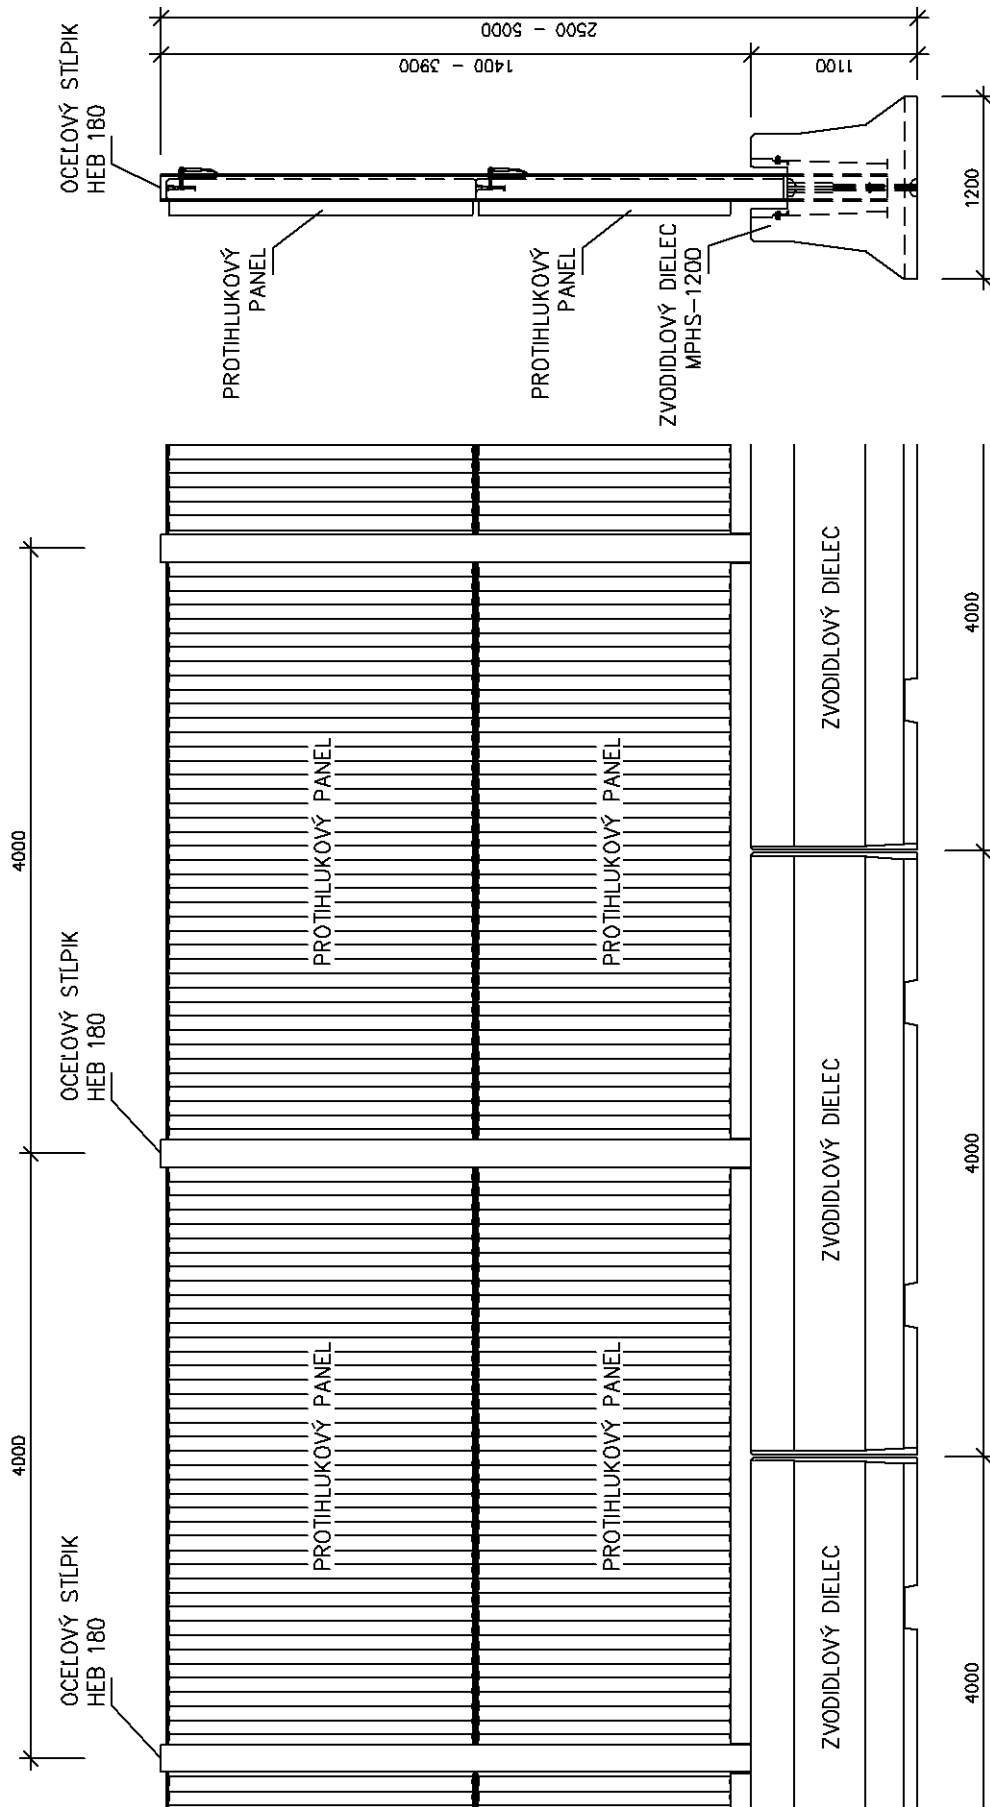 4000
4000
OCEĽOVÝ STĹPIK
HEB 180
OCEĽOVÝ STĹPIK
HEB 180
PROTIHLUKOVÝ PANEL
PROTIHLUKOVÝ PANEL
PROTIHLUKOVÝ PANEL
PROTIHLUKOVÝ PANEL
ZVODIDLOVÝ DIELEC
ZVODIDLOVÝ DIELEC
ZVODIDLOVÝ DIELEC
4000
4000
4000
OCEĽOVÝ STĹPIK
HEB 180
PROTIHLUKOVÝ
PANEL
PROTIHLUKOVÝ
PANEL
ZVODIDLOVÝ DIELEC
MPHS-1200
1200
2500 - 5000
1400 - 3900
1100